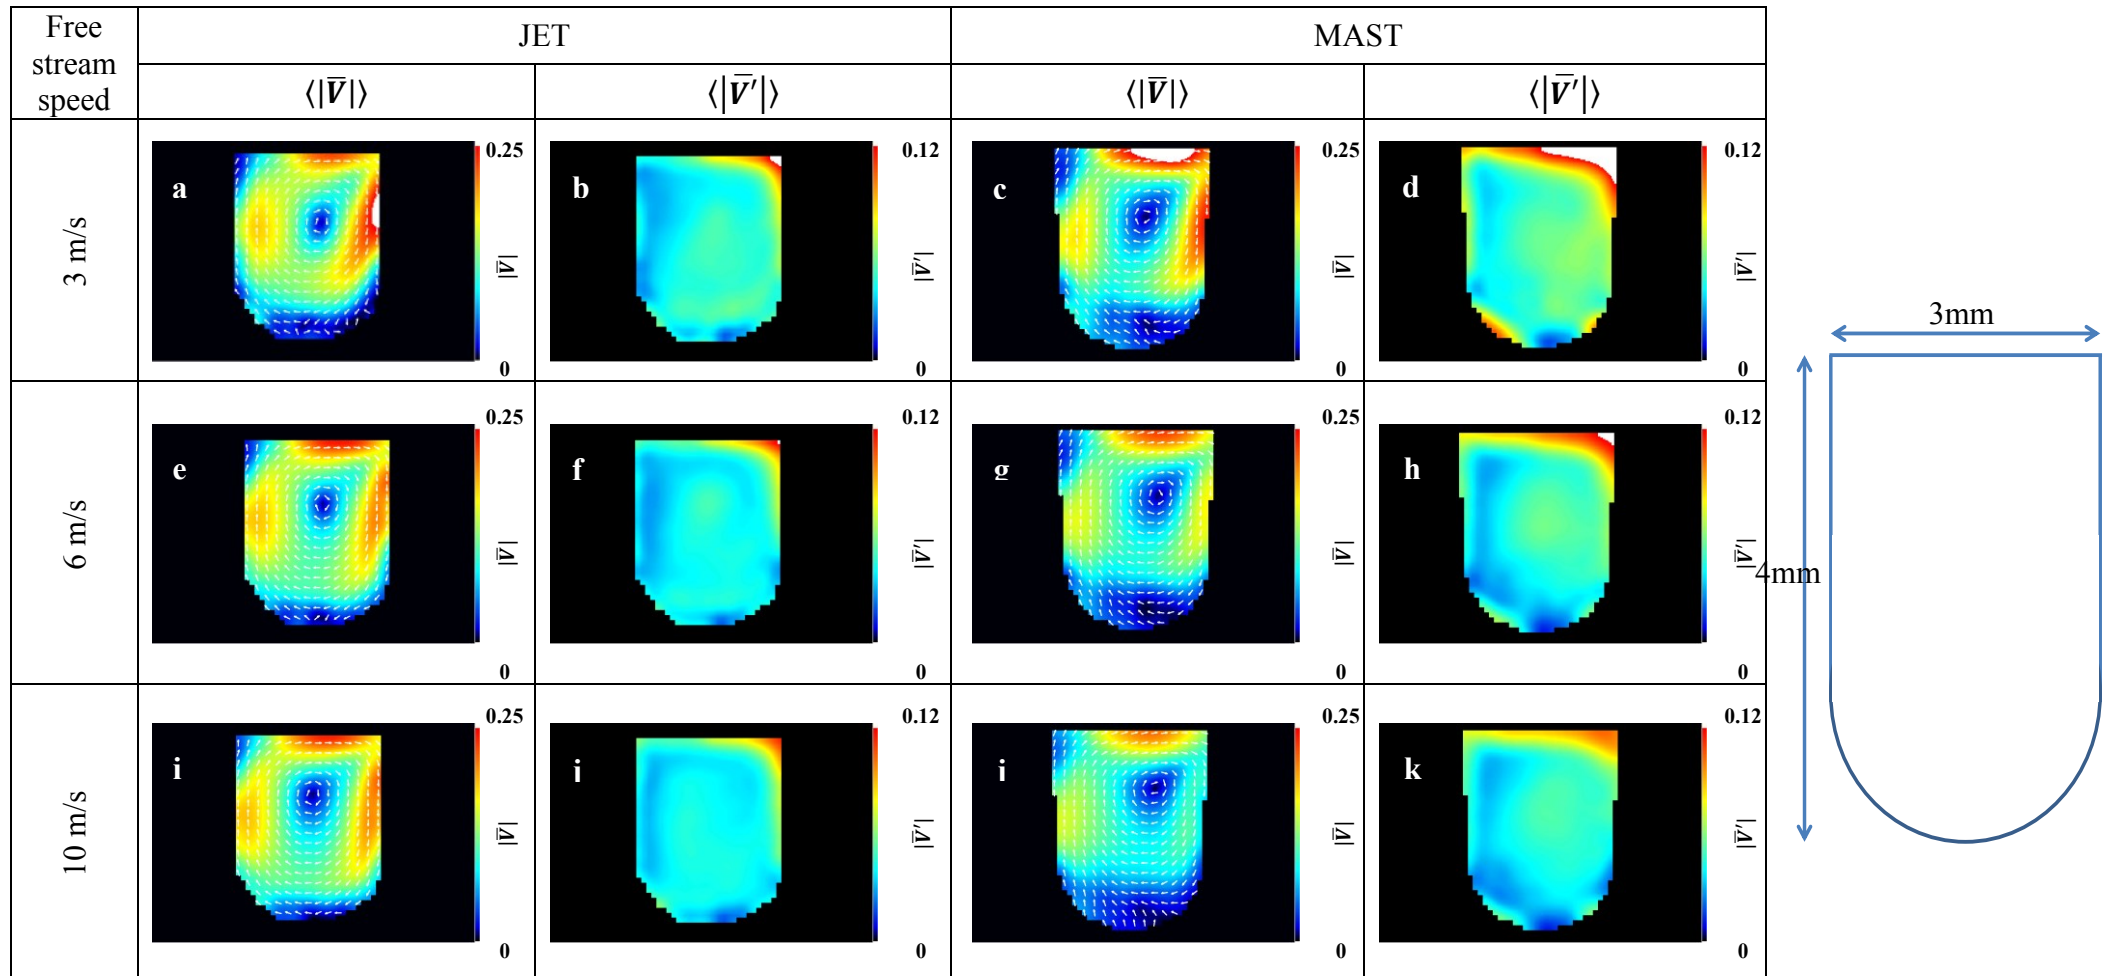 Free stream speed
JET
MAST
⟨|V̅|⟩
⟨|V̅′|⟩
⟨|V̅|⟩
⟨|V̅′|⟩
3 m/s
a
0.25
|V̅|
0
b
0.12
|V̅′|
0
c
0.25
|V̅|
0
d
0.12
|V̅′|
0
6 m/s
e
0.25
|V̅|
0
f
0.12
|V̅′|
0
g
0.25
|V̅|
0
h
0.12
|V̅′|
0
10 m/s
i
0.25
|V̅|
0
i
0.12
|V̅′|
0
i
0.25
|V̅|
0
k
0.12
|V̅′|
0
3mm
4mm